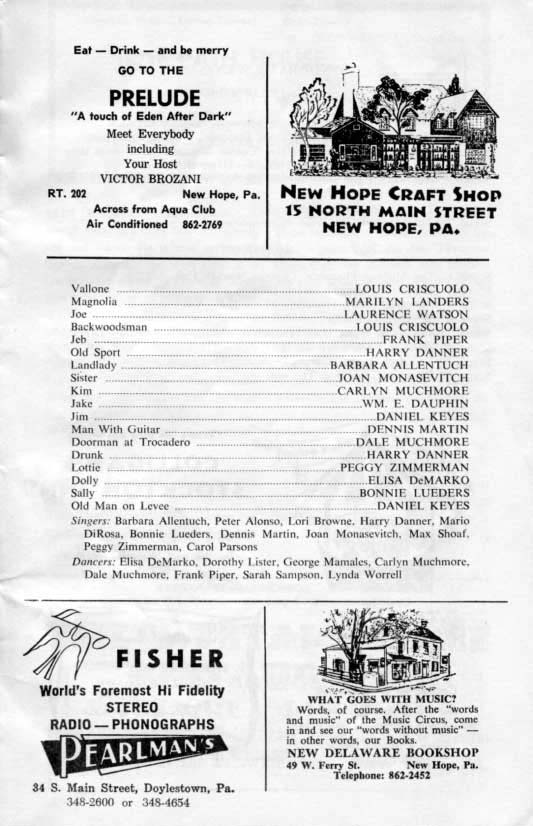 Eat — Drink — and be merry
GO TO THE
PRELUDE
"A touch of Eden After Dark"
Meet Everybody
including
Your Host
VICTOR BROZANI
RT. 202 New Hope, Pa.
Across from Aqua Club
Air Conditioned 862-2769
NEW HOPE CRAFT SHOP
15 NORTH MAIN STREET
NEW HOPE, PA.
Vallone ........ LOUIS CRISCUOLO
Magnolia ........ MARILYN LANDERS
Joe ........ LAURENCE WATSON
Backwoodsman ........ LOUIS CRISCUOLO
Jeb ........ FRANK PIPER
Old Sport ........ HARRY DANNER
Landlady ........ BARBARA ALLENTUCH
Sister ........ JOAN MONASEVITCH
Kim ........ CARLYN MUCHMORE
Jake ........ WM. E. DAUPHIN
Jim ........ DANIEL KEYES
Man With Guitar ........ DENNIS MARTIN
Doorman at Trocadero ........ DALE MUCHMORE
Drunk ........ HARRY DANNER
Lottie ........ PEGGY ZIMMERMAN
Dolly ........ ELISA DeMARKO
Sally ........ BONNIE LUEDERS
Old Man on Levee ........ DANIEL KEYES
Singers: Barbara Allentuch, Peter Alonso, Lori Browne, Harry Danner, Mario
DiRosa, Bonnie Lueders, Dennis Martin, Joan Monasevitch, Max Shoaf,
Peggy Zimmerman, Carol Parsons
Dancers: Elisa DeMarko, Dorothy Lister, George Mamales, Carlyn Muchmore,
Dale Muchmore, Frank Piper, Sarah Sampson, Lynda Worrell
FISHER
World's Foremost Hi Fidelity
STEREO
RADIO — PHONOGRAPHS
PEARLMAN'S
34 S. Main Street, Doylestown, Pa.
348-2600 or 348-4654
WHAT GOES WITH MUSIC?
Words, of course. After the "words
and music" of the Music Circus, come
in and see our "words without music" —
in other words, our Books.
NEW DELAWARE BOOKSHOP
49 W. Ferry St. New Hope, Pa.
Telephone: 862-2452